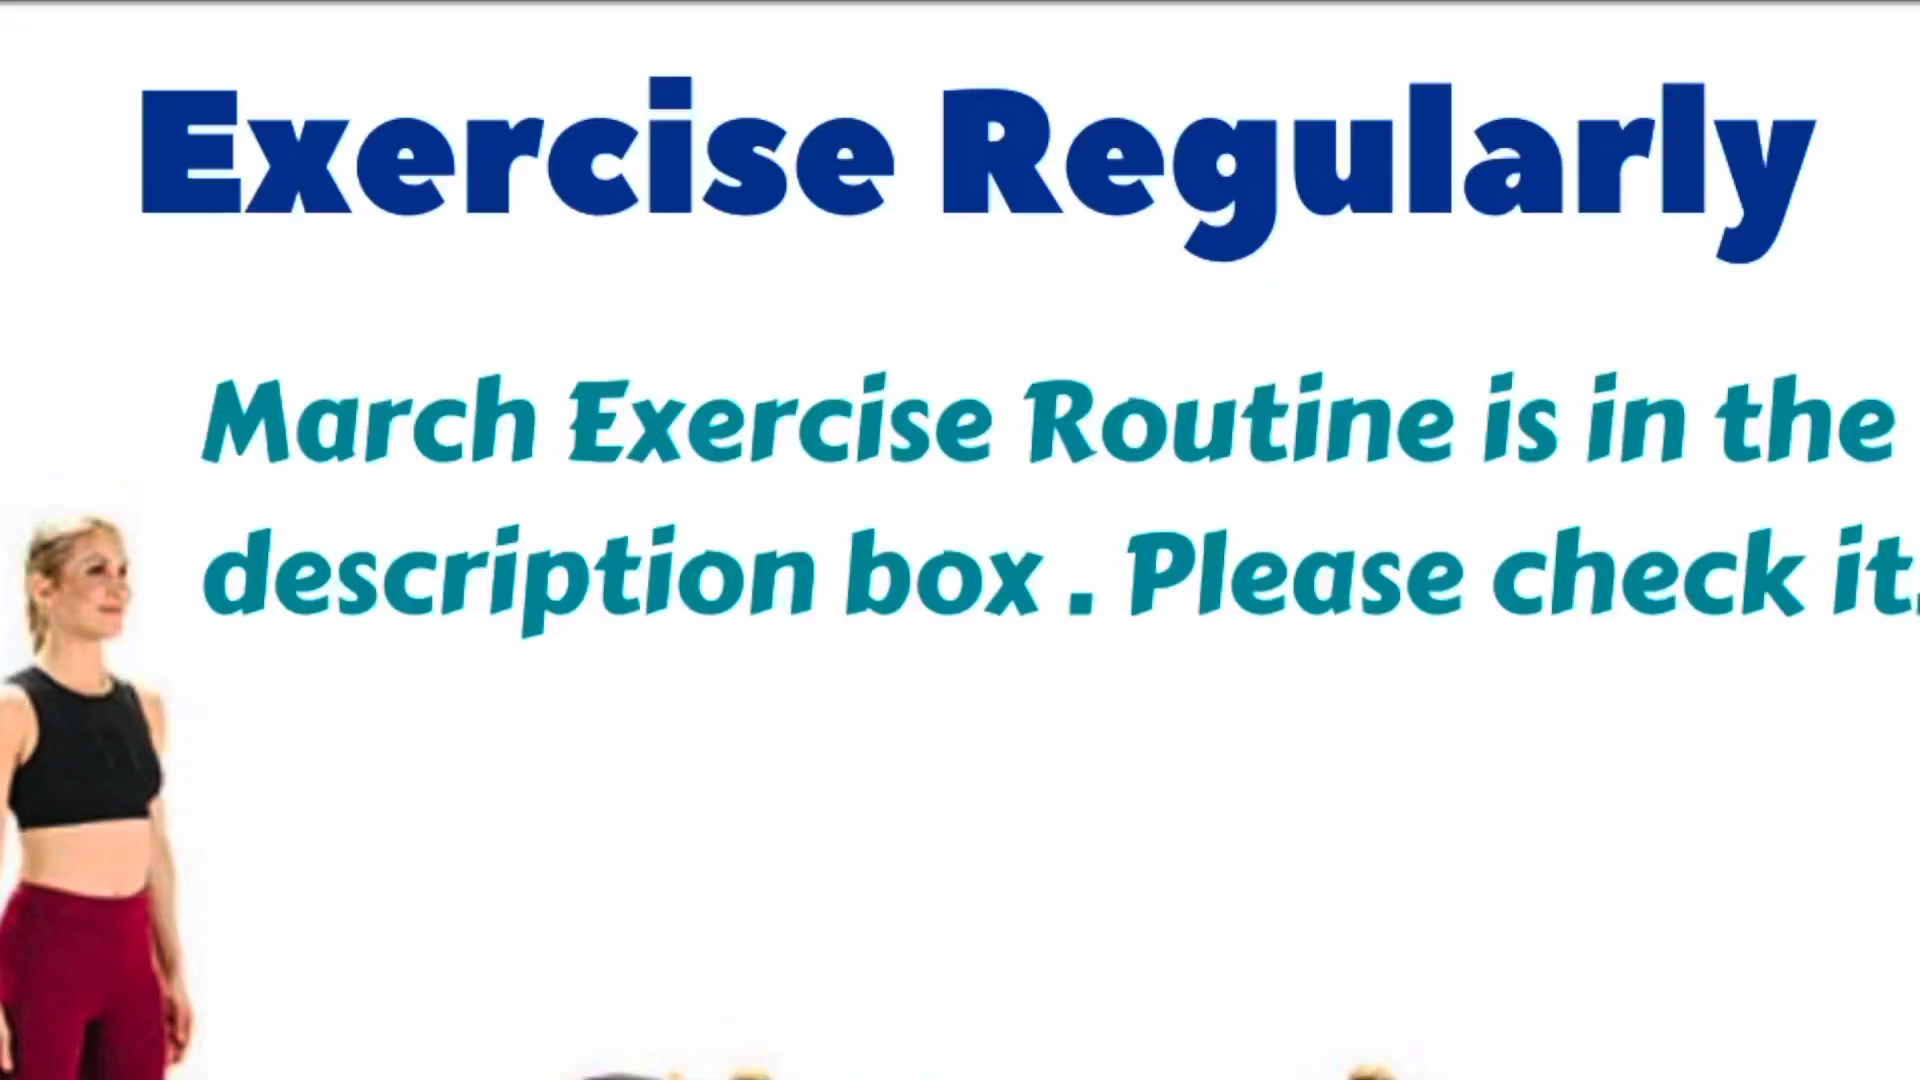 Exercise Regularly
March Exercise Routine is in the
description box . Please check it.